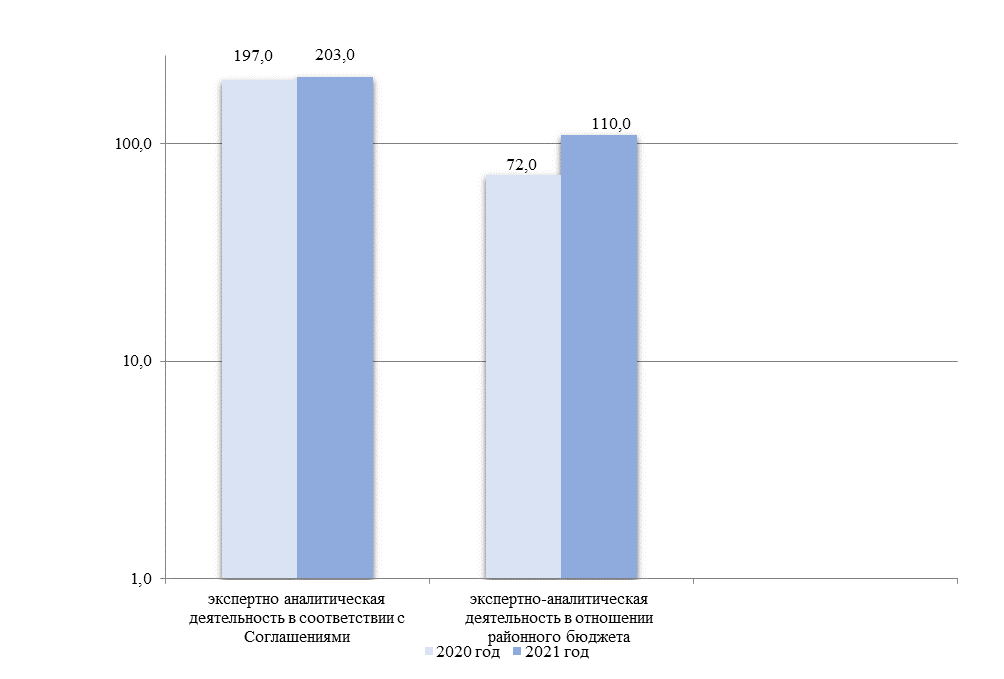 197,0
203,0
110,0
72,0
100,0
10,0
1,0
экспертно аналитическая
деятельность в соответствии с
Соглашениями
экспертно-аналитическая
деятельность в отношении
районного бюджета
2020 год
2021 год